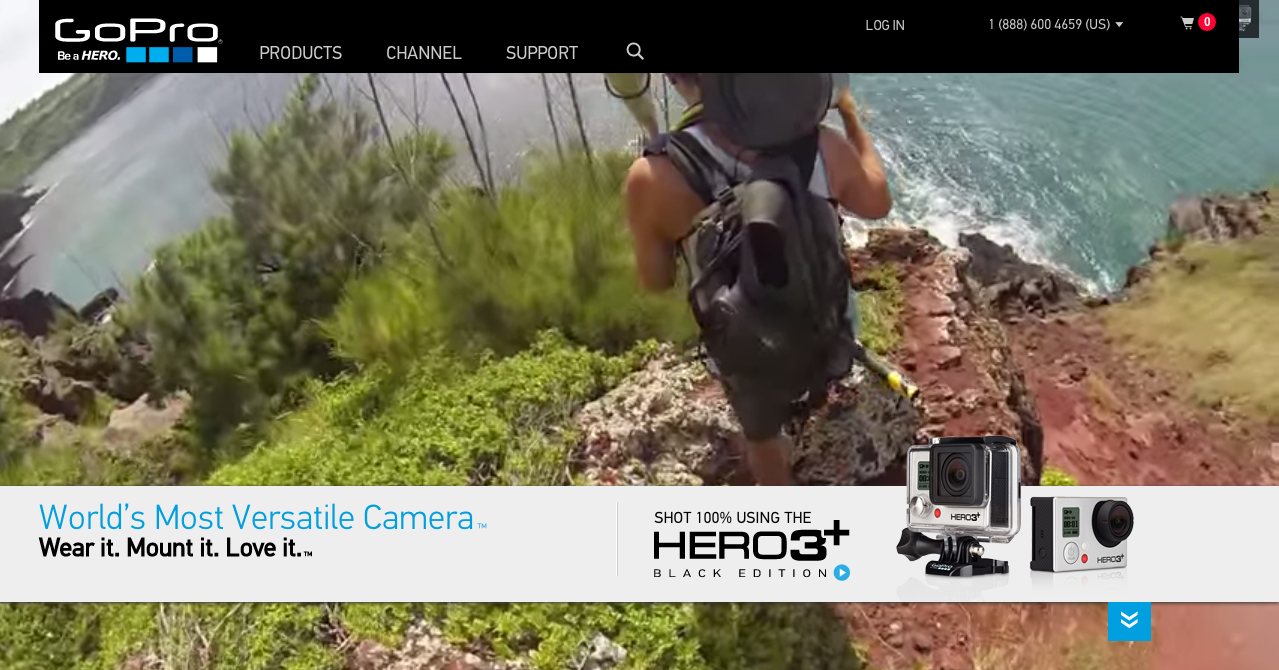 GoPro
Be a HERO.
PRODUCTS CHANNEL SUPPORT
LOG IN
1 (888) 600 4659 (US)
0
World's Most Versatile Camera™
Wear it. Mount it. Love it.™
SHOT 100% USING THE
HERO3+
BLACK EDITION
HERO3+
HERO3+